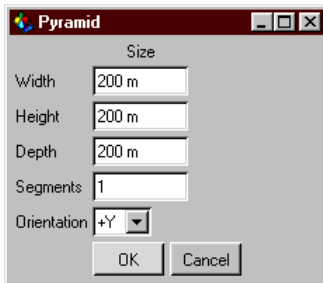 Pyramid
Size
Width 200 m
Height 200 m
Depth 200 m
Segments 1
Orientation +Y
OK Cancel